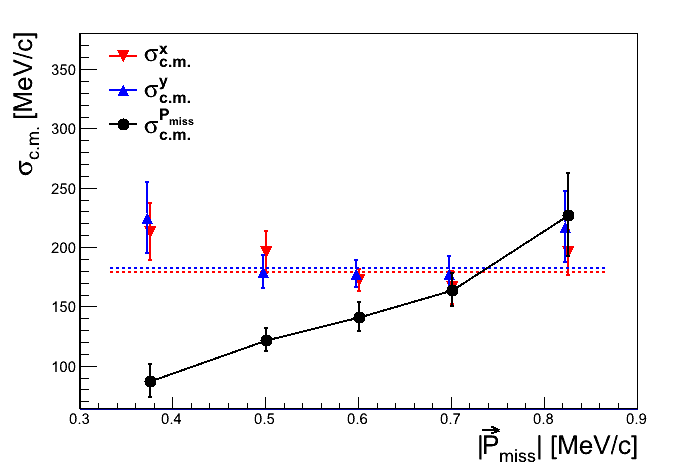 σ_c.m. [MeV/c]
350
300
250
200
150
100
σ^x_c.m.
σ^y_c.m.
σ^P_miss_c.m.
0.3 0.4 0.5 0.6 0.7 0.8 0.9
|P⃗_miss| [MeV/c]